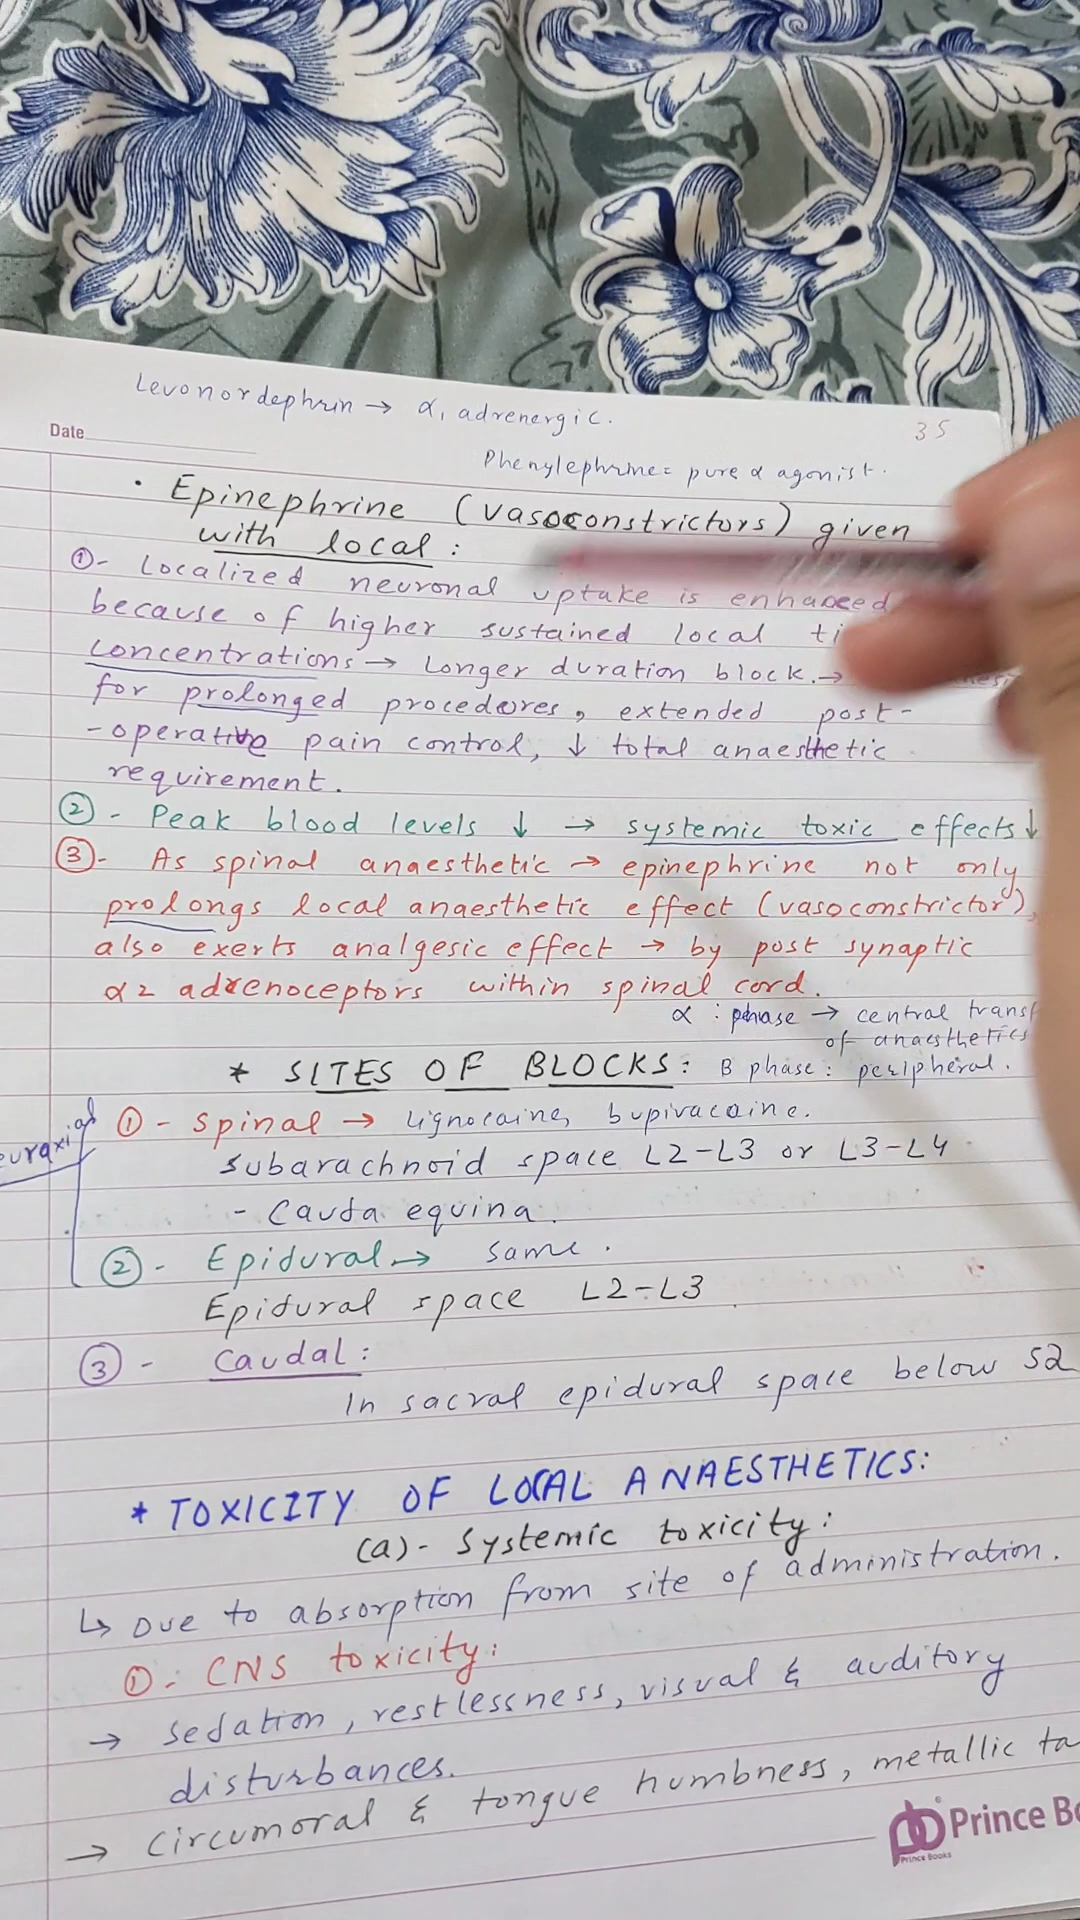 Levonordephrin → α, adrenergic.
35
Date
Phenylephrine = pure α agonist.
• Epinephrine (vasoconstrictors) given
with local :
①- Localized neuronal uptake is enhanced
because of higher sustained local
concentrations → Longer duration block. →
for prolonged procedures, extended post-
-operative pain control, ↓ total anaesthetic
requirement.
②- Peak blood levels ↓ → systemic toxic effects ↓
③- As spinal anaesthetic → epinephrine not only
prolongs local anaesthetic effect (vasoconstrictor),
also exerts analgesic effect → by post synaptic
α2 adrenoceptors within spinal cord.
α : phase → central transf
of anaesthetics
* SITES OF BLOCKS: B phase : peripheral.
euraxial
①- Spinal → Lignocaine, bupivacaine.
subarachnoid space L2-L3 or L3-L4
- Cauda equina.
②- Epidural → same.
Epidural space L2-L3
③- Caudal :
In sacral epidural space below S2
* TOXICITY OF LOCAL ANAESTHETICS:
(a)- Systemic toxicity :
↳ Due to absorption from site of administration.
①- CNS toxicity :
→ Sedation, restlessness, visual & auditory
disturbances.
→ Circumoral & tongue numbness, metallic ta
Prince Bo
Prince Books